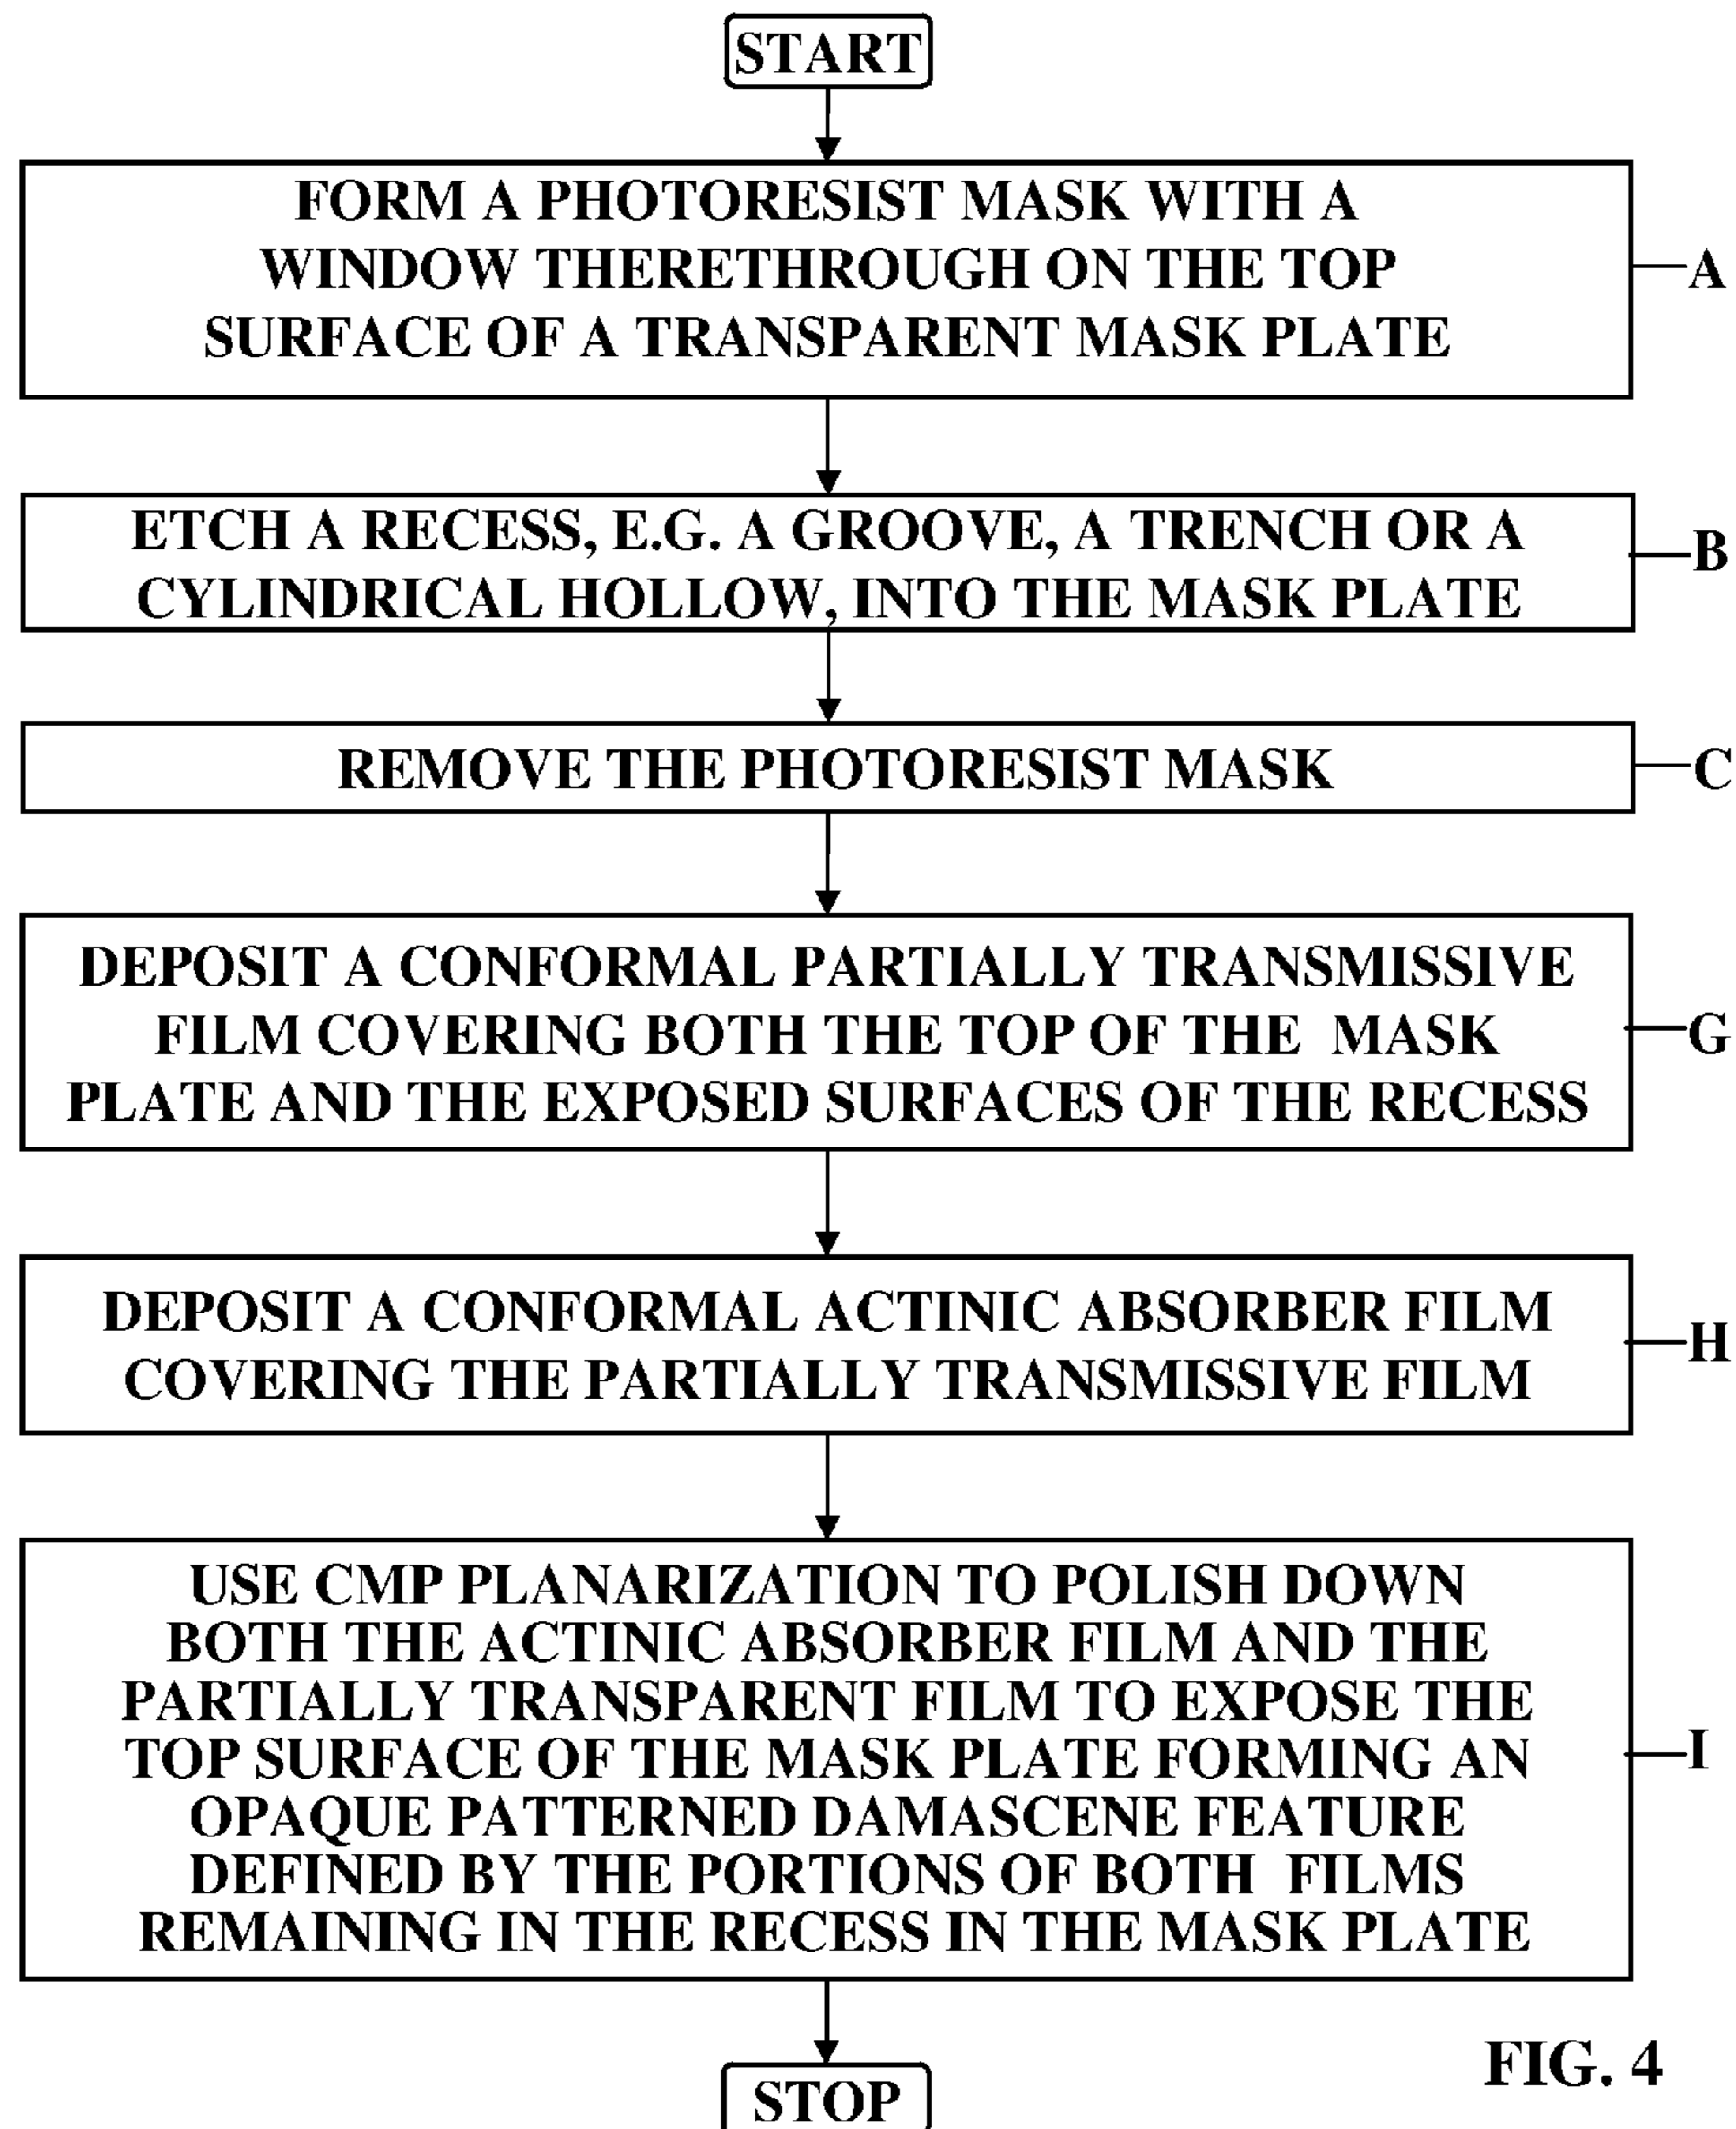 START
FORM A PHOTORESIST MASK WITH A
WINDOW THERETHROUGH ON THE TOP
SURFACE OF A TRANSPARENT MASK PLATE
A
ETCH A RECESS, E.G. A GROOVE, A TRENCH OR A
CYLINDRICAL HOLLOW, INTO THE MASK PLATE
B
REMOVE THE PHOTORESIST MASK
C
DEPOSIT A CONFORMAL PARTIALLY TRANSMISSIVE
FILM COVERING BOTH THE TOP OF THE MASK
PLATE AND THE EXPOSED SURFACES OF THE RECESS
G
DEPOSIT A CONFORMAL ACTINIC ABSORBER FILM
COVERING THE PARTIALLY TRANSMISSIVE FILM
H
USE CMP PLANARIZATION TO POLISH DOWN
BOTH THE ACTINIC ABSORBER FILM AND THE
PARTIALLY TRANSPARENT FILM TO EXPOSE THE
TOP SURFACE OF THE MASK PLATE FORMING AN
OPAQUE PATTERNED DAMASCENE FEATURE
DEFINED BY THE PORTIONS OF BOTH FILMS
REMAINING IN THE RECESS IN THE MASK PLATE
I
STOP
FIG. 4